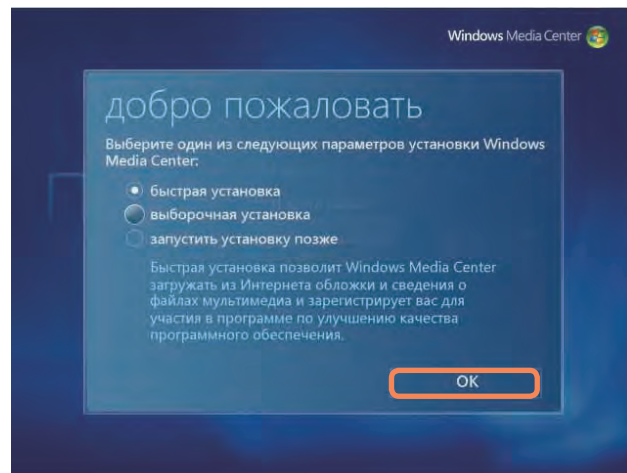 Windows Media Center
добро пожаловать
Выберите один из следующих параметров установки Windows
Media Center:
быстрая установка
выборочная установка
запустить установку позже
Быстрая установка позволит Windows Media Center
загружать из Интернета обложки и сведения о
файлах мультимедиа и зарегистрирует вас для
участия в программе по улучшению качества
программного обеспечения.
ОК